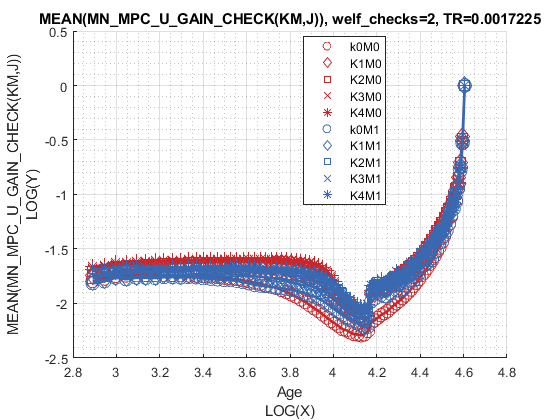 MEAN(MN_MPC_U_GAIN_CHECK(KM,J)), welf_checks=2, TR=0.0017225
MEAN(MN_MPC_U_GAIN_CHECK(KM,J))
LOG(Y)
0.5
0
-0.5
-1
-1.5
-2
-2.5
k0M0
K1M0
K2M0
K3M0
K4M0
k0M1
K1M1
K2M1
K3M1
K4M1
2.8 3 3.2 3.4 3.6 3.8 4 4.2 4.4 4.6 4.8
Age
LOG(X)